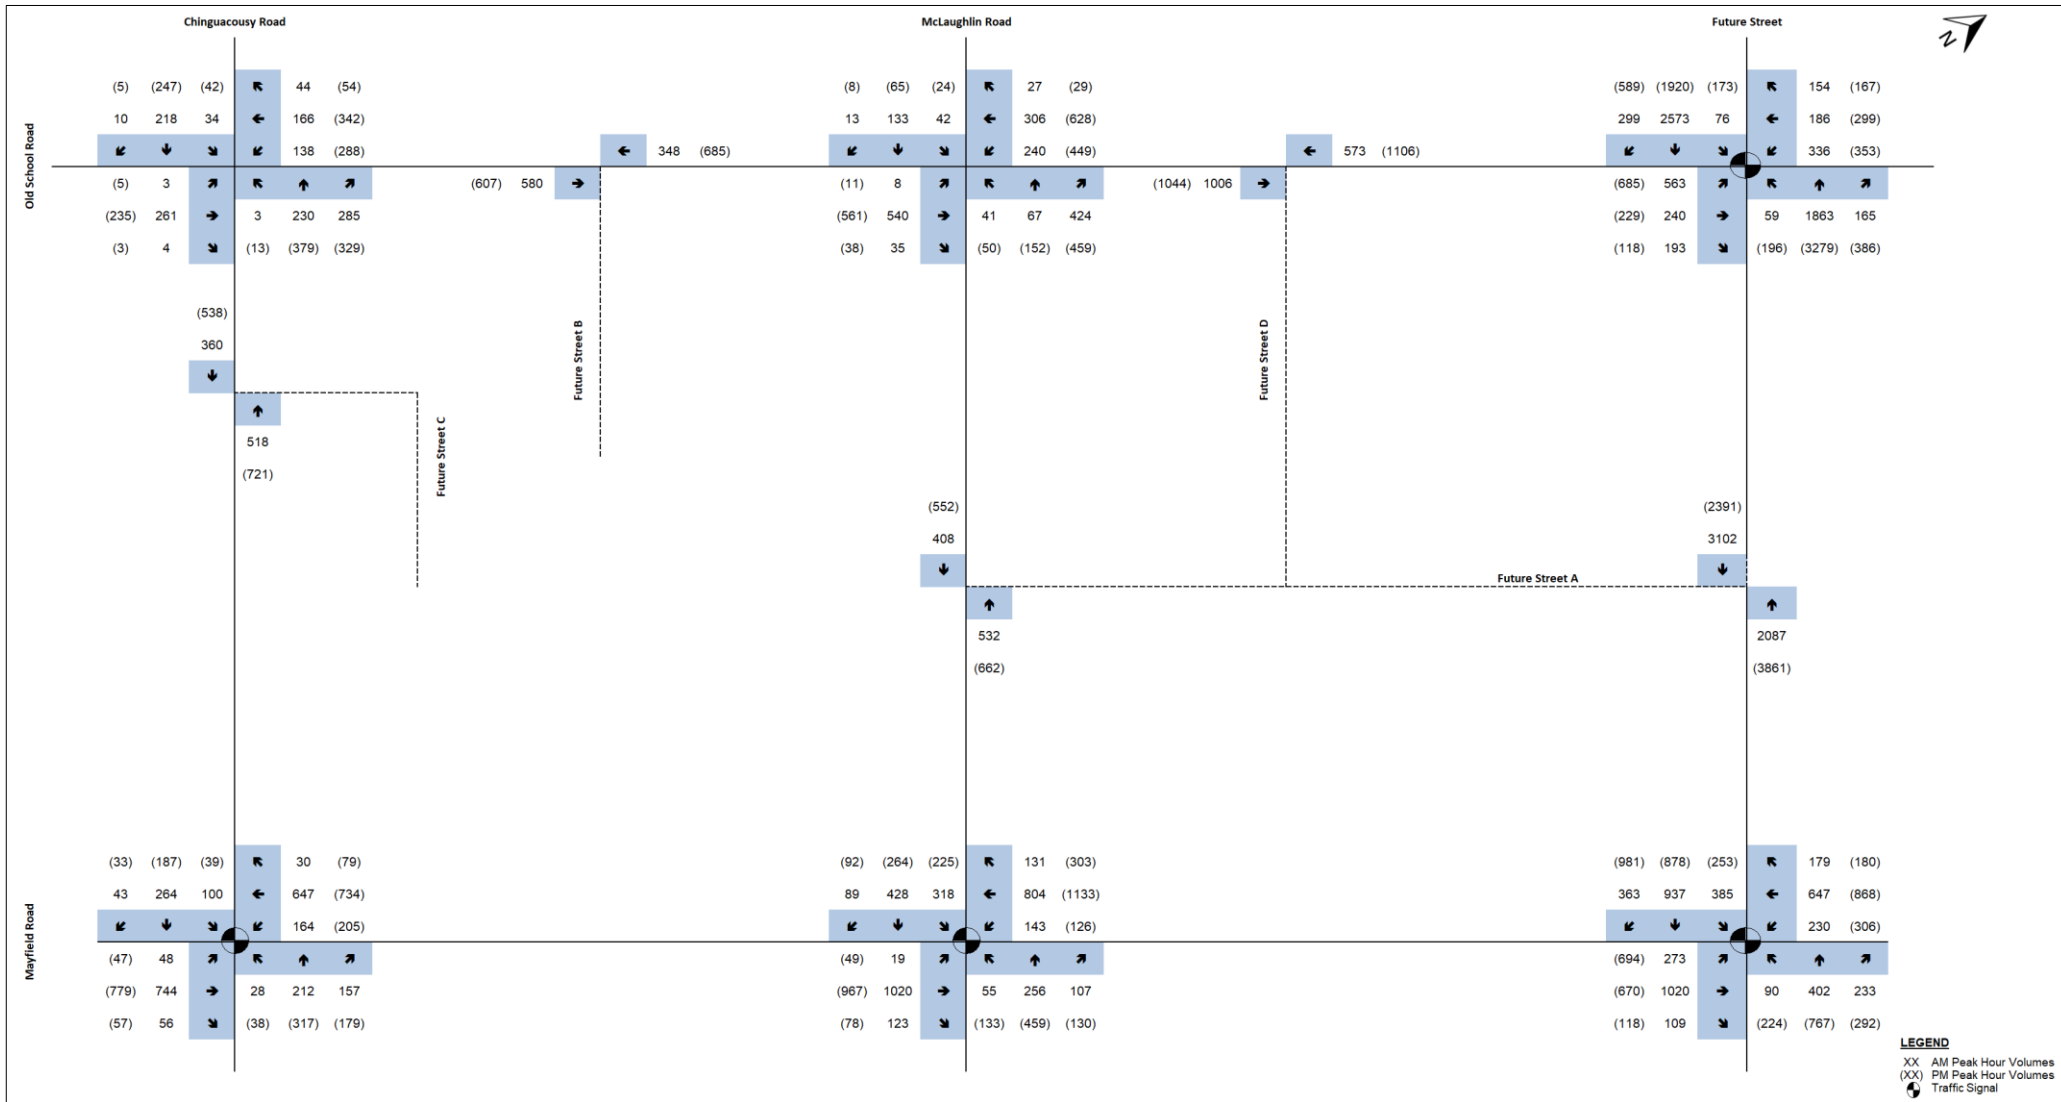 Chinguacousy Road McLaughlin Road Future Street
N
(5) (247) (42) 44 (54) (8) (65) (24) 27 (29) (589) (1920) (173) 154 (167)
10 218 34 166 (342) 13 133 42 306 (628) 299 2573 76 186 (299)
138 (288) 348 (685) 240 (449) 573 (1106) 336 (353)
Old School Road
(5) 3 (607) 580 (11) 8 (1044) 1006 (685) 563
(235) 261 3 230 285 (561) 540 41 67 424 (229) 240 59 1863 165
(3) 4 (13) (379) (329) (38) 35 (50) (152) (459) (118) 193 (196) (3279) (386)
(538)
360
Future Street B
Future Street D
518
Future Street C
(721)
(552) (2391)
408 3102
Future Street A
532 2087
(662) (3861)
(33) (187) (39) 30 (79) (92) (264) (225) 131 (303) (981) (878) (253) 179 (180)
43 264 100 647 (734) 89 428 318 804 (1133) 363 937 385 647 (868)
164 (205) 143 (126) 230 (306)
Mayfield Road
(47) 48 (49) 19 (694) 273
(779) 744 28 212 157 (967) 1020 55 256 107 (670) 1020 90 402 233
(57) 56 (38) (317) (179) (78) 123 (133) (459) (130) (118) 109 (224) (767) (292)
LEGEND
XX AM Peak Hour Volumes
(XX) PM Peak Hour Volumes
Traffic Signal